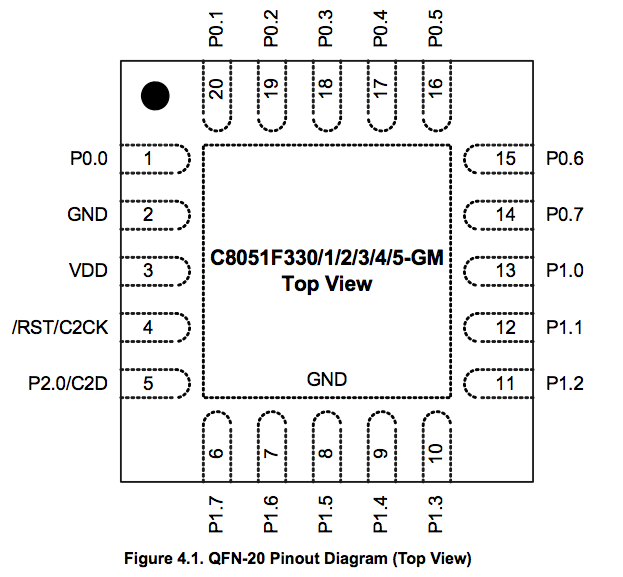 P0.1
P0.2
P0.3
P0.4
P0.5
20
19
18
17
16
P0.0 1
15 P0.6
GND 2
14 P0.7
VDD 3
13 P1.0
/RST/C2CK 4
12 P1.1
P2.0/C2D 5
11 P1.2
C8051F330/1/2/3/4/5-GM
Top View
GND
6
7
8
9
10
P1.7
P1.6
P1.5
P1.4
P1.3
Figure 4.1. QFN-20 Pinout Diagram (Top View)